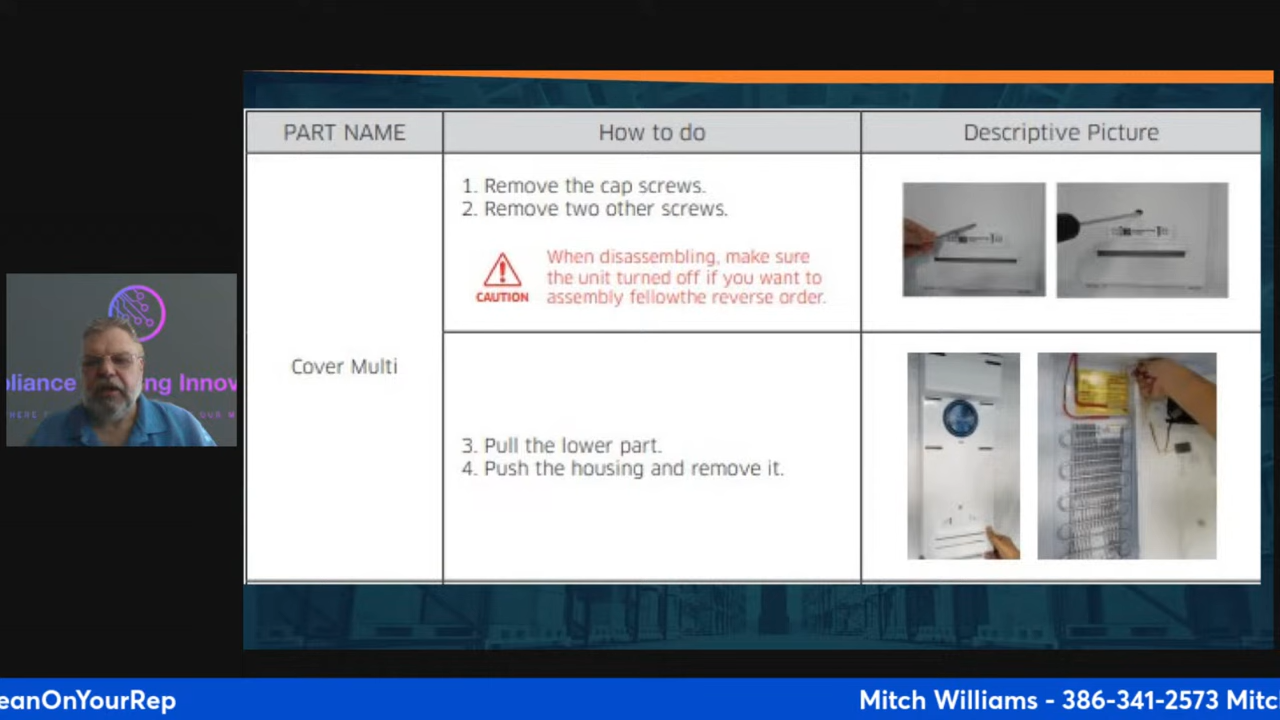 PART NAME
How to do
Descriptive Picture
Cover Multi
1. Remove the cap screws.
2. Remove two other screws.
CAUTION
When disassembling, make sure
the unit turned off if you want to
assembly fellowthe reverse order.
3. Pull the lower part.
4. Push the housing and remove it.
pliance
ng Innov
eanOnYourRep
Mitch Williams - 386-341-2573 Mitc